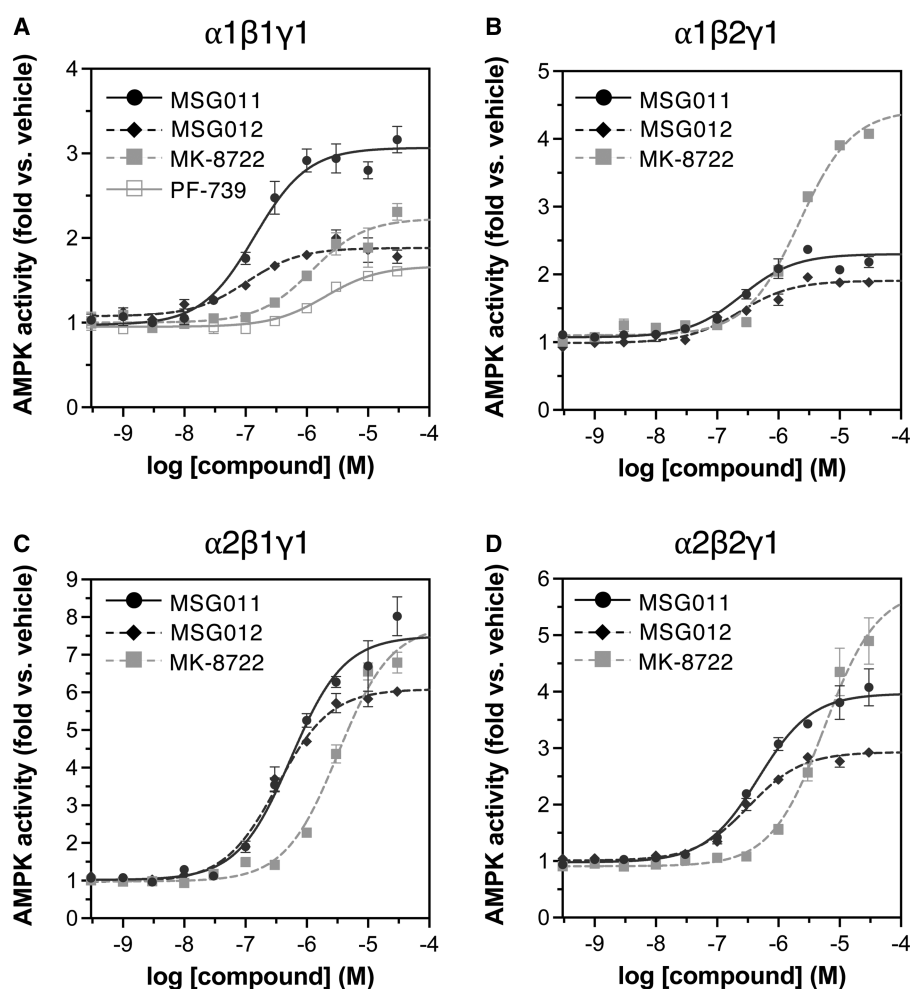 A
α1β1γ1
AMPK activity (fold vs. vehicle)
4
3
2
1
0
MSG011
MSG012
MK-8722
PF-739
-9 -8 -7 -6 -5 -4
log [compound] (M)
B
α1β2γ1
AMPK activity (fold vs. vehicle)
5
4
3
2
1
0
MSG011
MSG012
MK-8722
-9 -8 -7 -6 -5 -4
log [compound] (M)
C
α2β1γ1
AMPK activity (fold vs. vehicle)
9
8
7
6
5
4
3
2
1
0
MSG011
MSG012
MK-8722
-9 -8 -7 -6 -5 -4
log [compound] (M)
D
α2β2γ1
AMPK activity (fold vs. vehicle)
6
5
4
3
2
1
0
MSG011
MSG012
MK-8722
-9 -8 -7 -6 -5 -4
log [compound] (M)